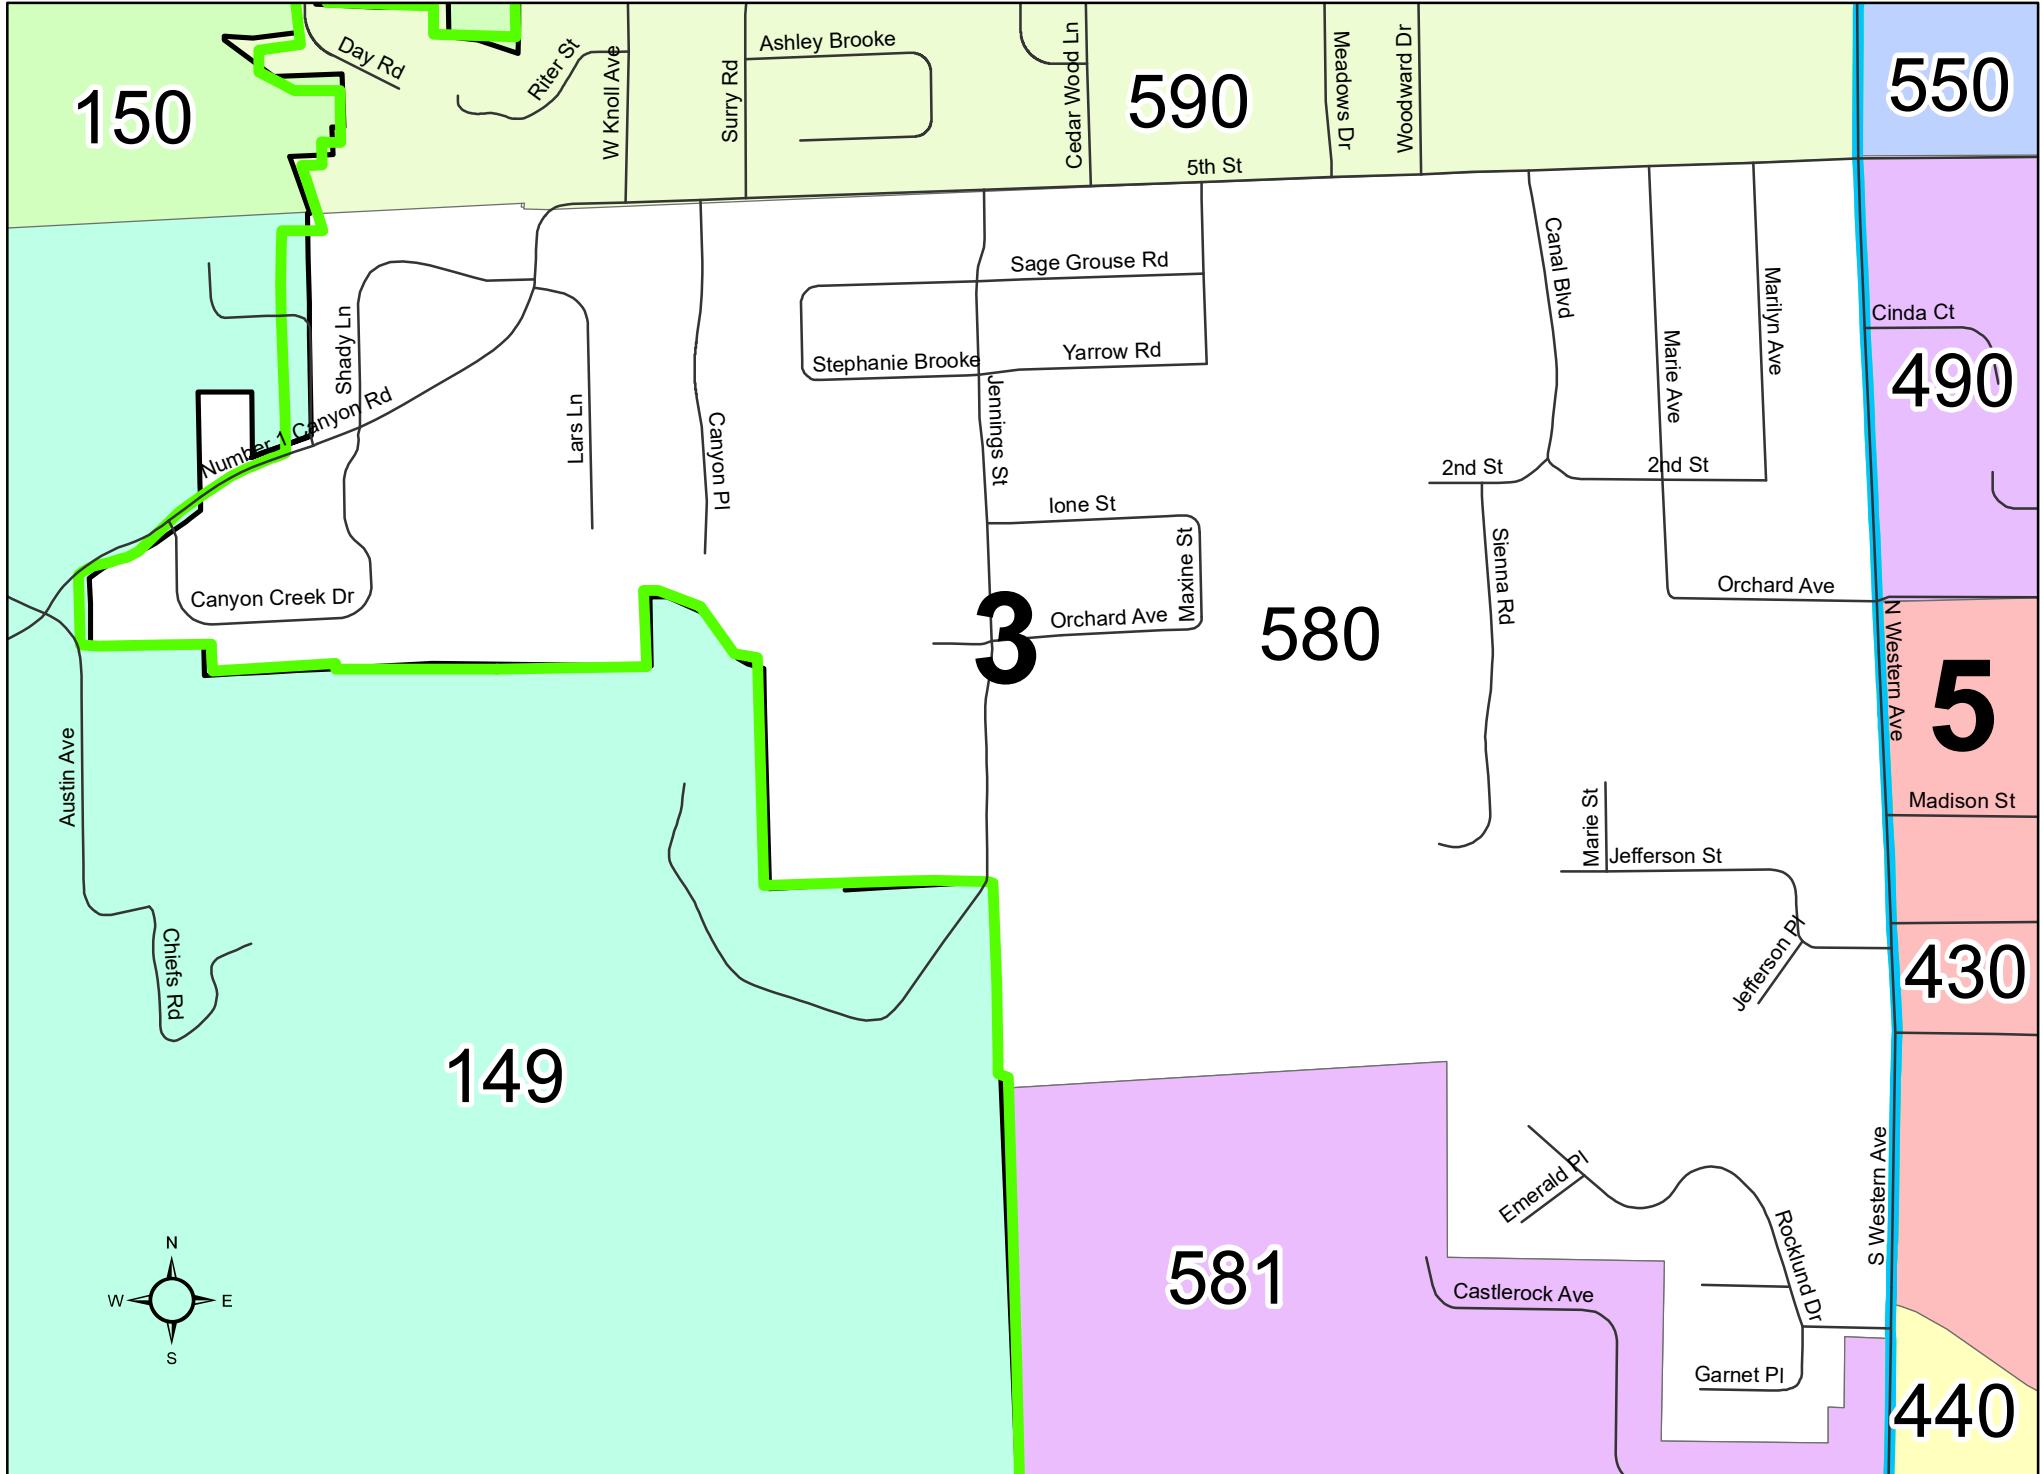 Day Rd
Riter St
W Knoll Ave
Surry Rd
Ashley Brooke
Cedar Wood Ln
590
Meadows Dr
Woodward Dr
550
150
5th St
Sage Grouse Rd
Canal Blvd
Marilyn Ave
Cinda Ct
Shady Ln
Stephanie Brooke
Yarrow Rd
Marie Ave
490
Number 1 Canyon Rd
Lars Ln
Canyon Pl
Jennings St
2nd St
2nd St
Ione St
Maxine St
Sienna Rd
Canyon Creek Dr
Orchard Ave
Orchard Ave
3
580
N Western Ave
5
Austin Ave
Madison St
Marie St
Jefferson St
Chiefs Rd
Jefferson Pl
430
149
Emerald Pl
S Western Ave
Rocklund Dr
581
Castlerock Ave
Garnet Pl
440
N
W
E
S